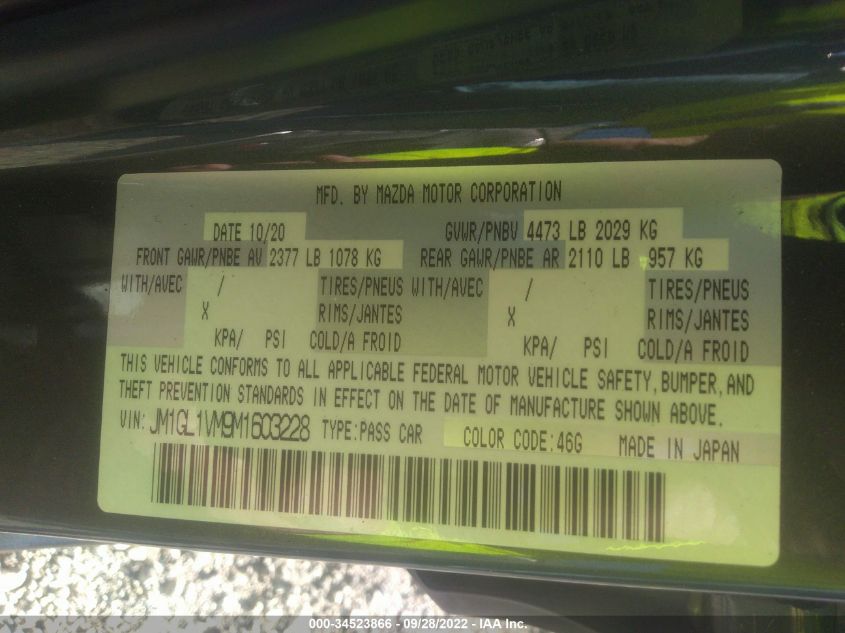 MFD. BY MAZDA MOTOR CORPORATION
DATE 10/20 GVWR/PNBV 4473 LB 2029 KG
FRONT GAWR/PNBE AV 2377 LB 1078 KG REAR GAWR/PNBE AR 2110 LB 957 KG
WITH/AVEC / TIRES/PNEUS WITH/AVEC / TIRES/PNEUS
X RIMS/JANTES X RIMS/JANTES
KPA/ PSI COLD/A FROID KPA/ PSI COLD/A FROID
THIS VEHICLE CONFORMS TO ALL APPLICABLE FEDERAL MOTOR VEHICLE SAFETY, BUMPER, AND
THEFT PREVENTION STANDARDS IN EFFECT ON THE DATE OF MANUFACTURE SHOWN ABOVE.
VIN: JM1GL1VM9M1603228 TYPE:PASS CAR COLOR CODE:46G MADE IN JAPAN
000-34523866 - 09/28/2022 - IAA Inc.